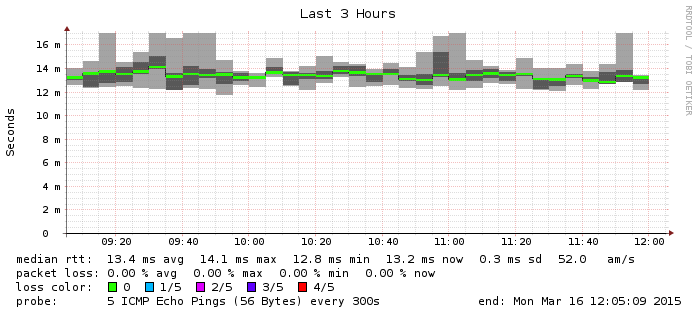 Last 3 Hours
RRDTOOL / TOBI OETIKER
Seconds
16 m
14 m
12 m
10 m
8 m
6 m
4 m
2 m
0
09:20 09:40 10:00 10:20 10:40 11:00 11:20 11:40 12:00
median rtt: 13.4 ms avg 14.1 ms max 12.8 ms min 13.2 ms now 0.3 ms sd 52.0 am/s
packet loss: 0.00 % avg 0.00 % max 0.00 % min 0.00 % now
loss color: 0 1/5 2/5 3/5 4/5
probe: 5 ICMP Echo Pings (56 Bytes) every 300s end: Mon Mar 16 12:05:09 2015